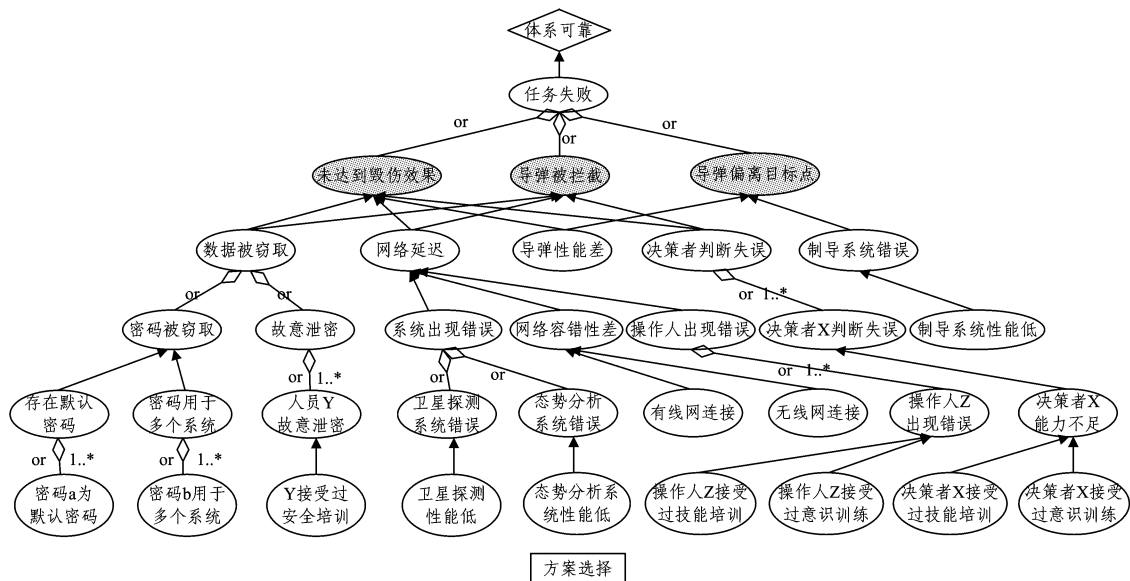 体系可靠
任务失败
or
or
or
未达到毁伤效果
导弹被拦截
导弹偏离目标点
数据被窃取
网络延迟
导弹性能差
决策者判断失误
制导系统错误
or
or
or 1..*
密码被窃取
故意泄密
系统出现错误
网络容错性差
操作人出现错误
决策者X判断失误
制导系统性能低
or 1..*
or
or
or 1..*
存在默认
密码
密码用于
多个系统
人员Y
故意泄密
卫星探测
系统错误
态势分析
系统错误
有线网连接
无线网连接
操作人Z
出现错误
决策者X
能力不足
or 1..*
or 1..*
密码a为
默认密码
密码b用于
多个系统
Y接受过
安全培训
卫星探测
性能低
态势分析系
统性能低
操作人Z接受
过技能培训
操作人Z接受
过意识训练
决策者X接受
过技能培训
决策者X接受
过意识训练
方案选择